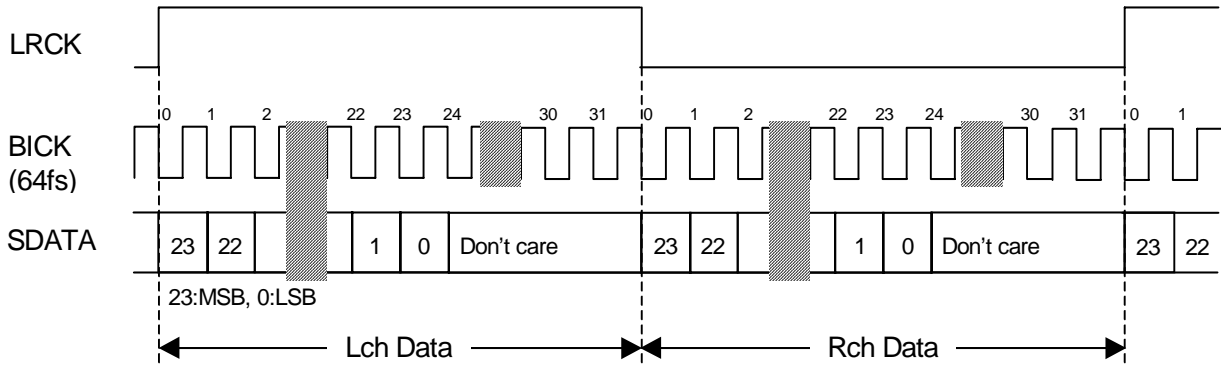 LRCK
0 1 2 22 23 24 30 31 0 1 2 22 23 24 30 31 0 1
BICK
(64fs)
SDATA 23 22 1 0 Don't care 23 22 1 0 Don't care 23 22
23:MSB, 0:LSB
Lch Data Rch Data